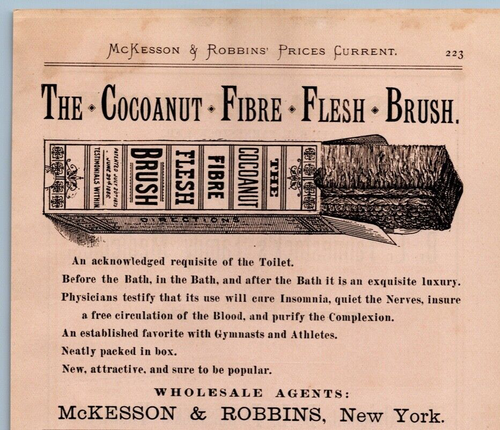 McKesson & Robbins' Prices Current. 223
The Cocoanut Fibre Flesh Brush.
THE
COCOANUT
FIBRE
FLESH
BRUSH
TESTIMONIALS WITHIN
DIRECTIONS
An acknowledged requisite of the Toilet.
Before the Bath, in the Bath, and after the Bath it is an exquisite luxury.
Physicians testify that its use will cure Insomnia, quiet the Nerves, insure
a free circulation of the Blood, and purify the Complexion.
An established favorite with Gymnasts and Athletes.
Neatly packed in box.
New, attractive, and sure to be popular.
WHOLESALE AGENTS:
McKESSON & ROBBINS, New York.